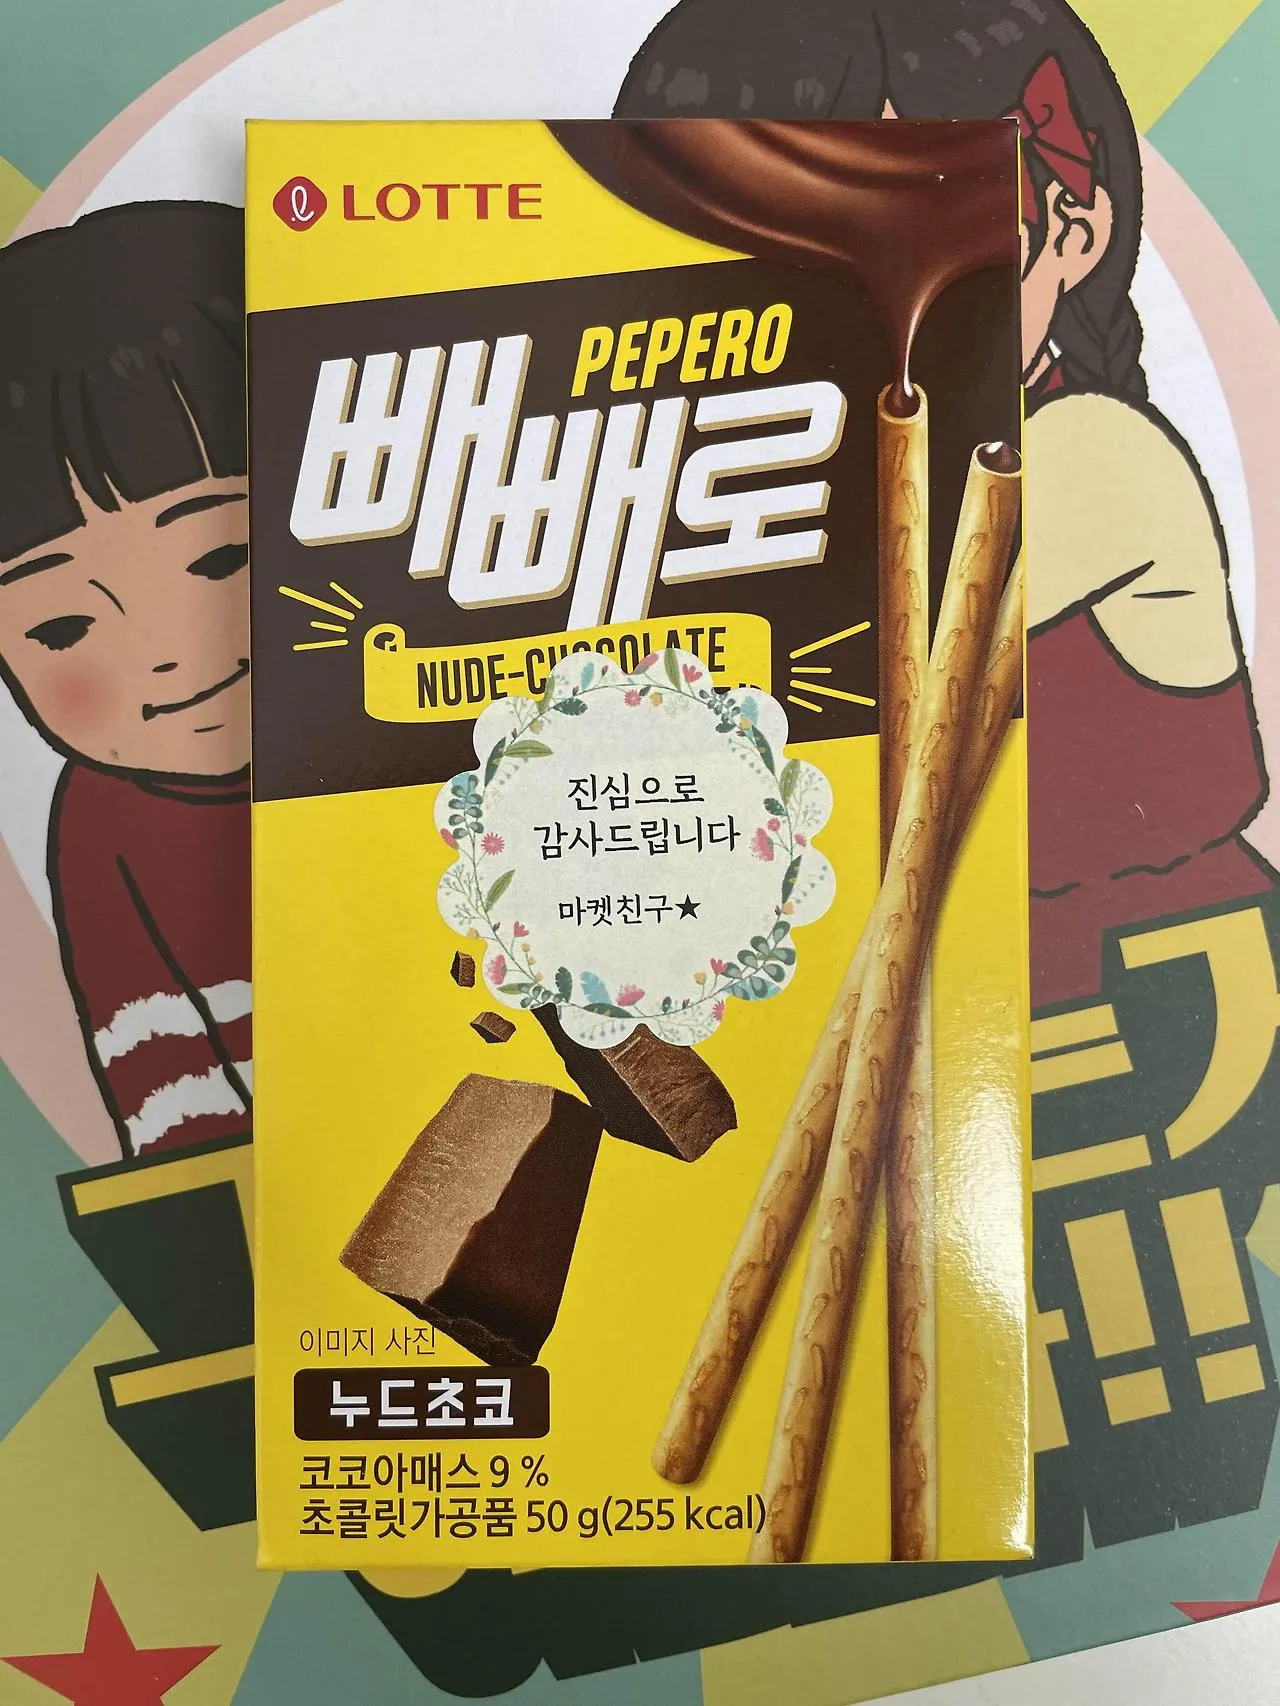 LOTTE
PEPERO
빼빼로
NUDE-CHOCOLATE
진심으로
감사드립니다
마켓친구★
이미지 사진
누드초코
코코아매스 9 %
초콜릿가공품 50 g(255 kcal)